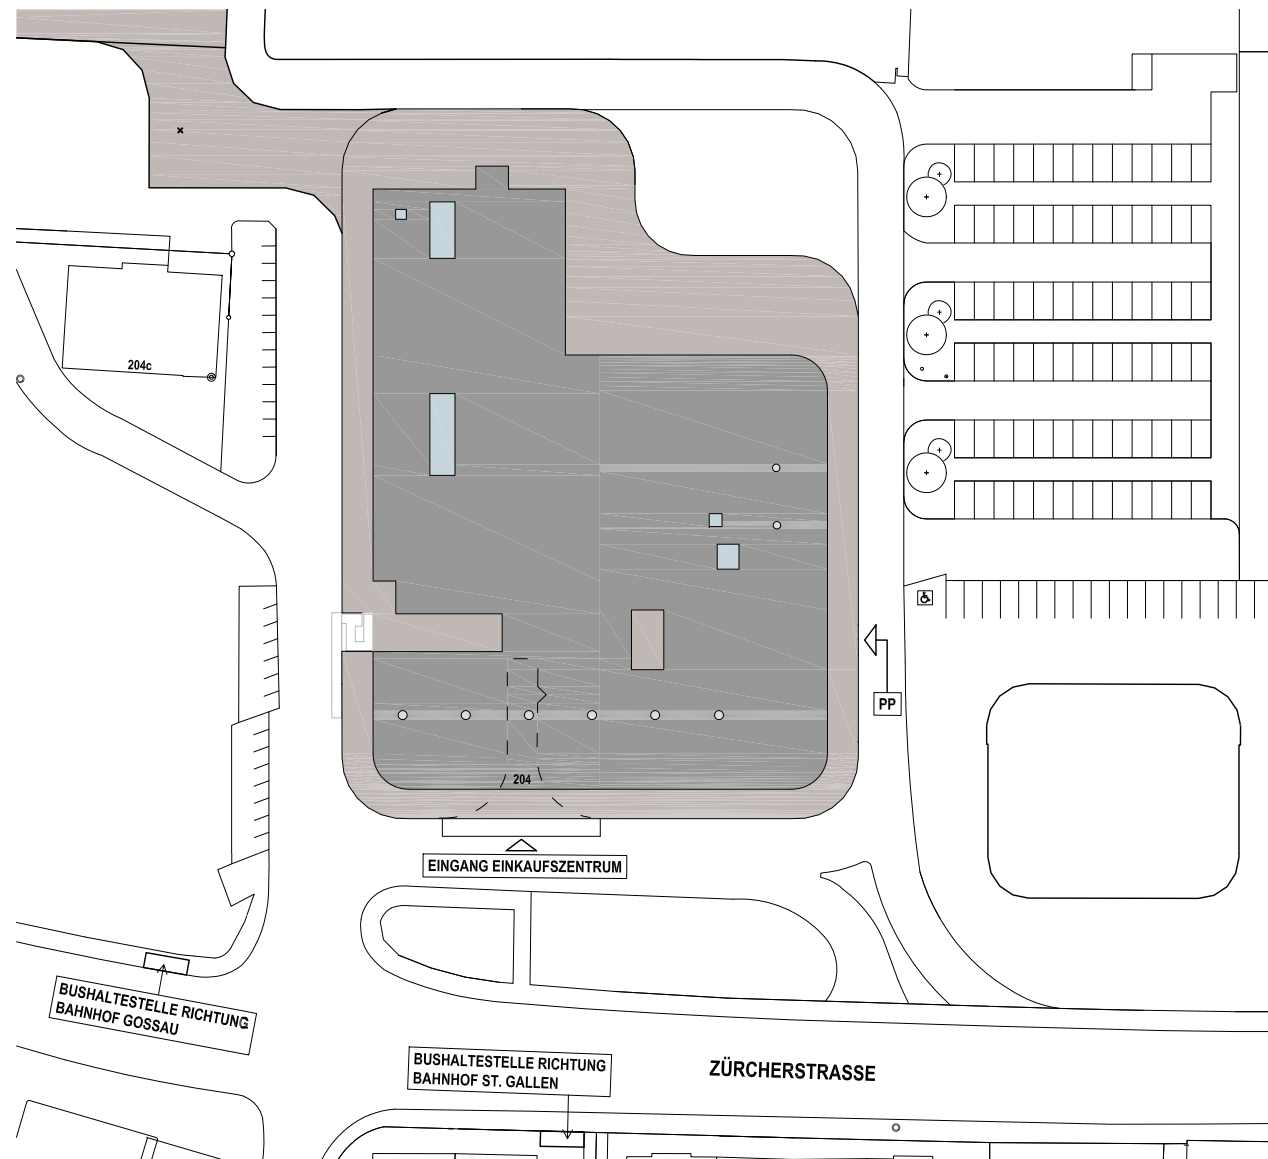 204c
PP
204
EINGANG EINKAUFSZENTRUM
BUSHALTESTELLE RICHTUNG
BAHNHOF GOSSAU
BUSHALTESTELLE RICHTUNG
BAHNHOF ST. GALLEN
ZÜRCHERSTRASSE